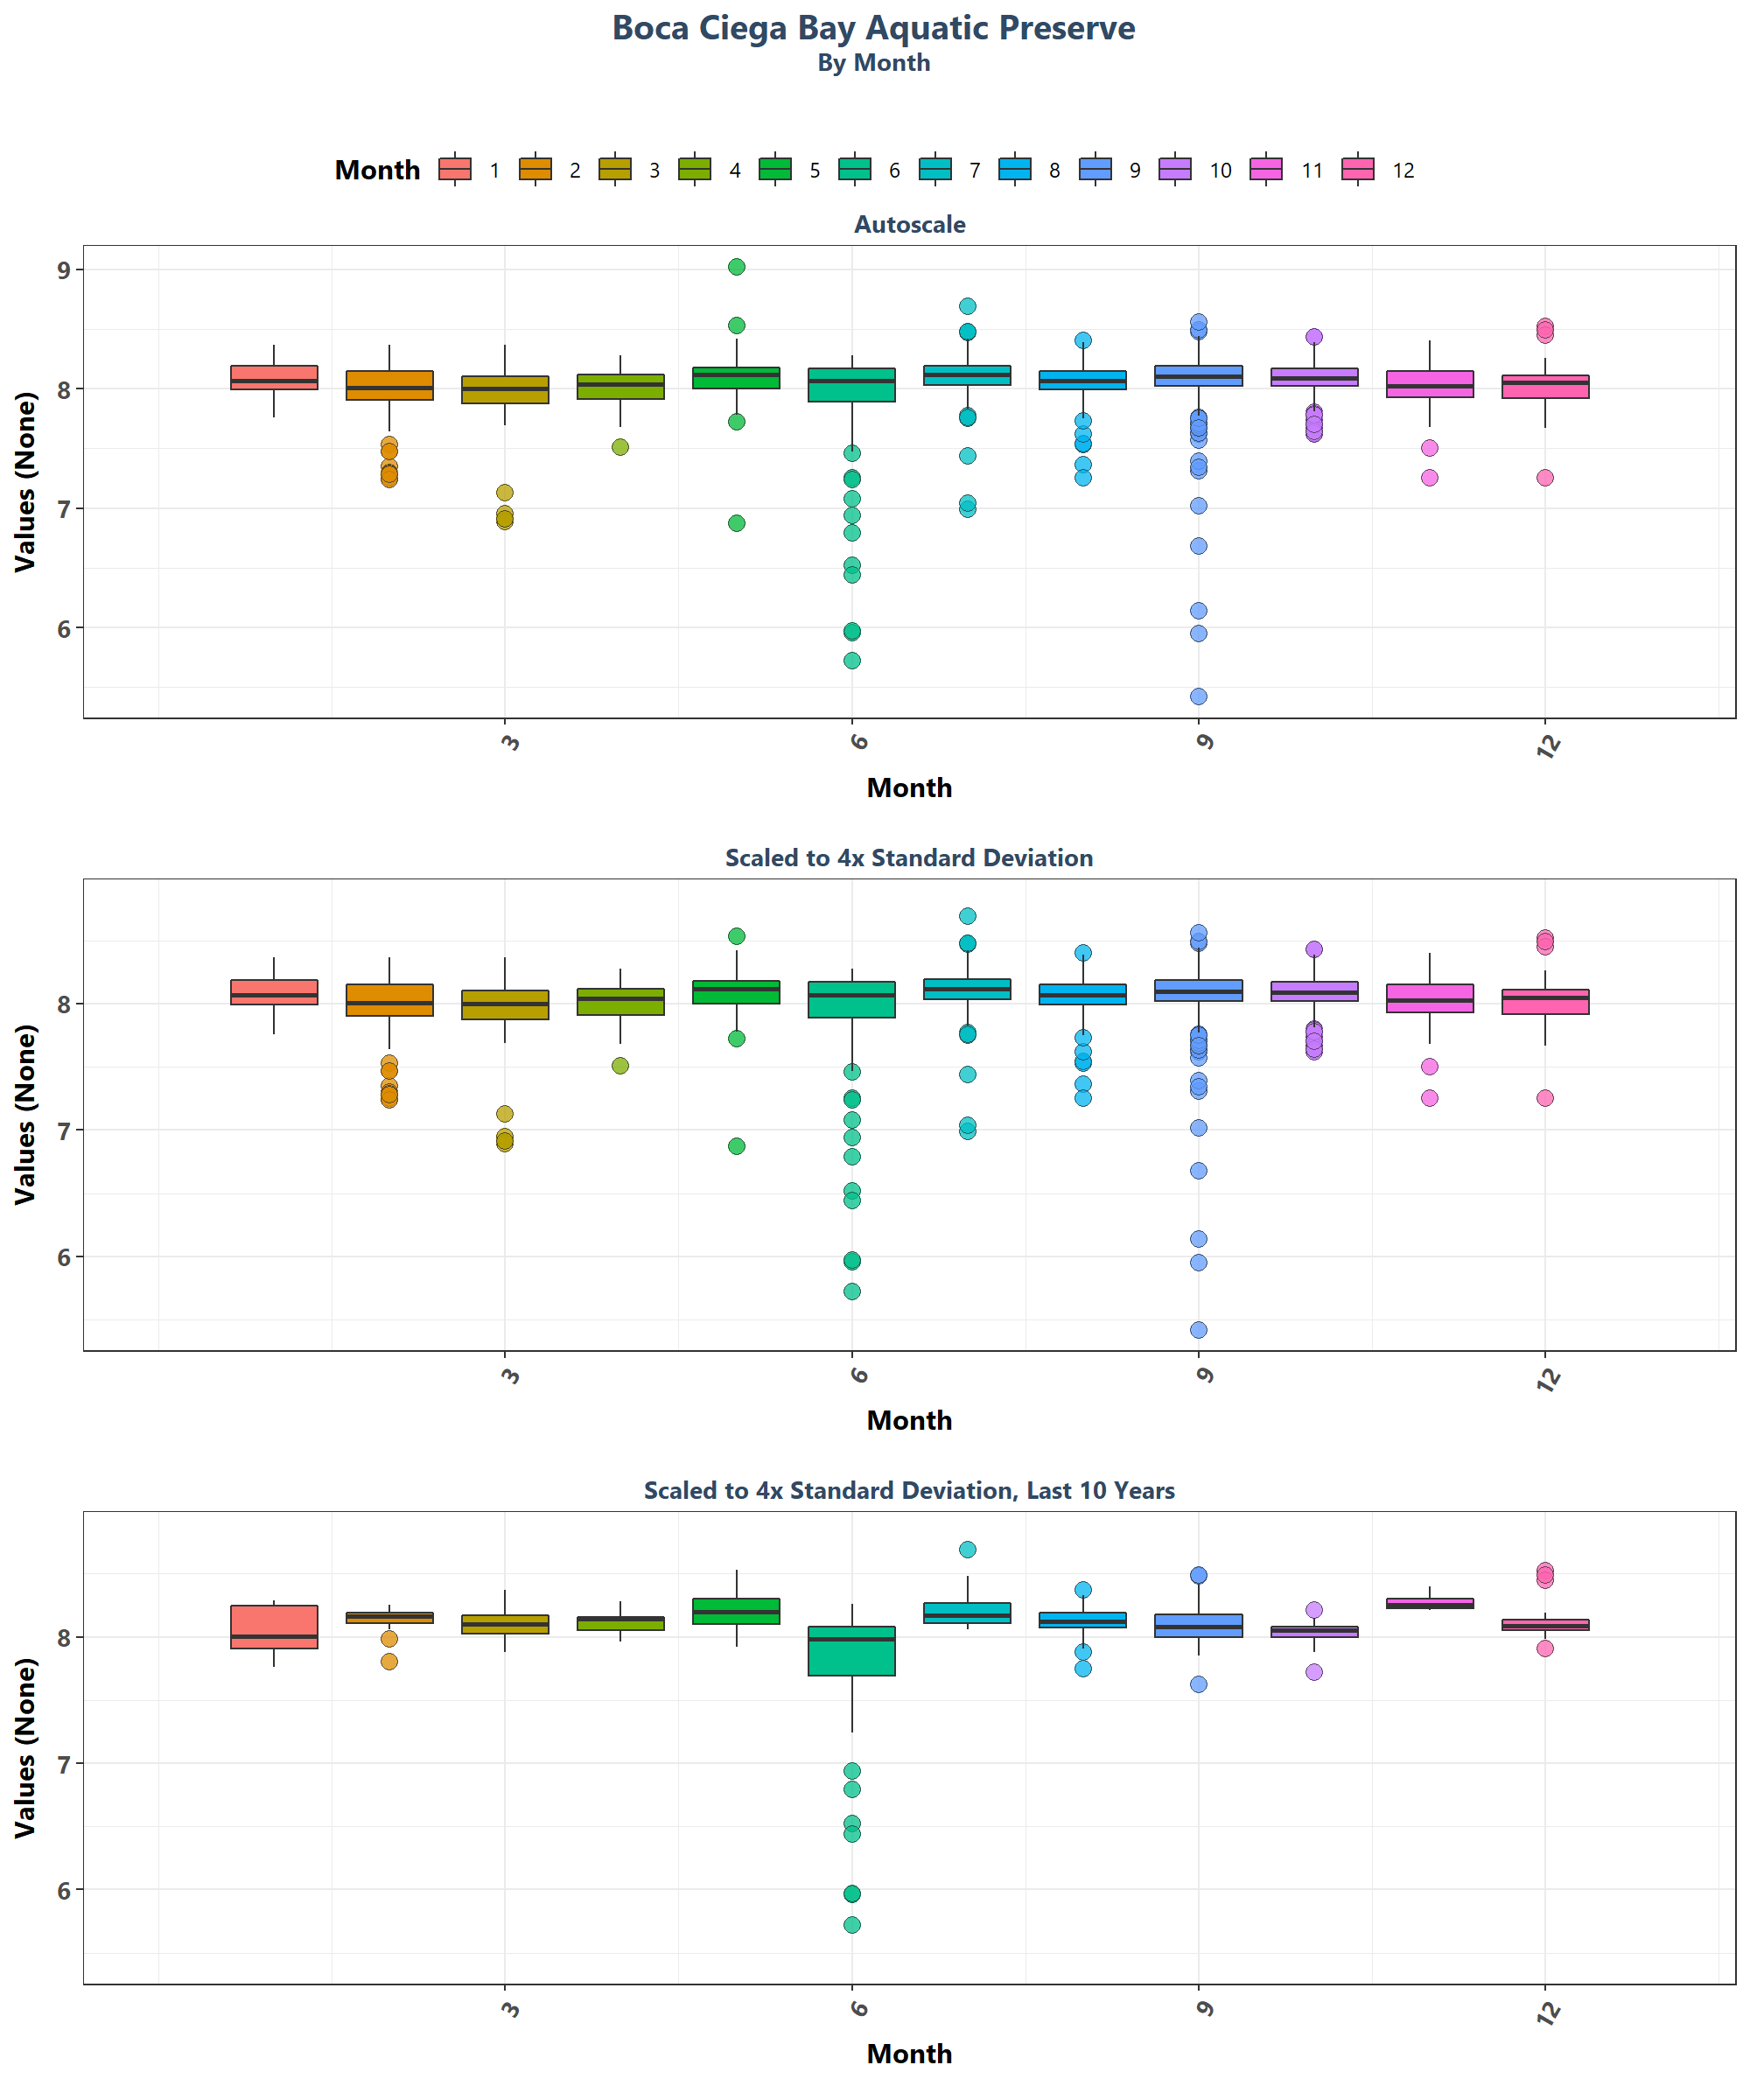 Boca Ciega Bay Aquatic Preserve
By Month
Month 1 2 3 4 5 6 7 8 9 10 11 12
Autoscale
Values (None)
9
8
7
6
3 6 9 12
Month
Scaled to 4x Standard Deviation
Values (None)
8
7
6
3 6 9 12
Month
Scaled to 4x Standard Deviation, Last 10 Years
Values (None)
8
7
6
3 6 9 12
Month